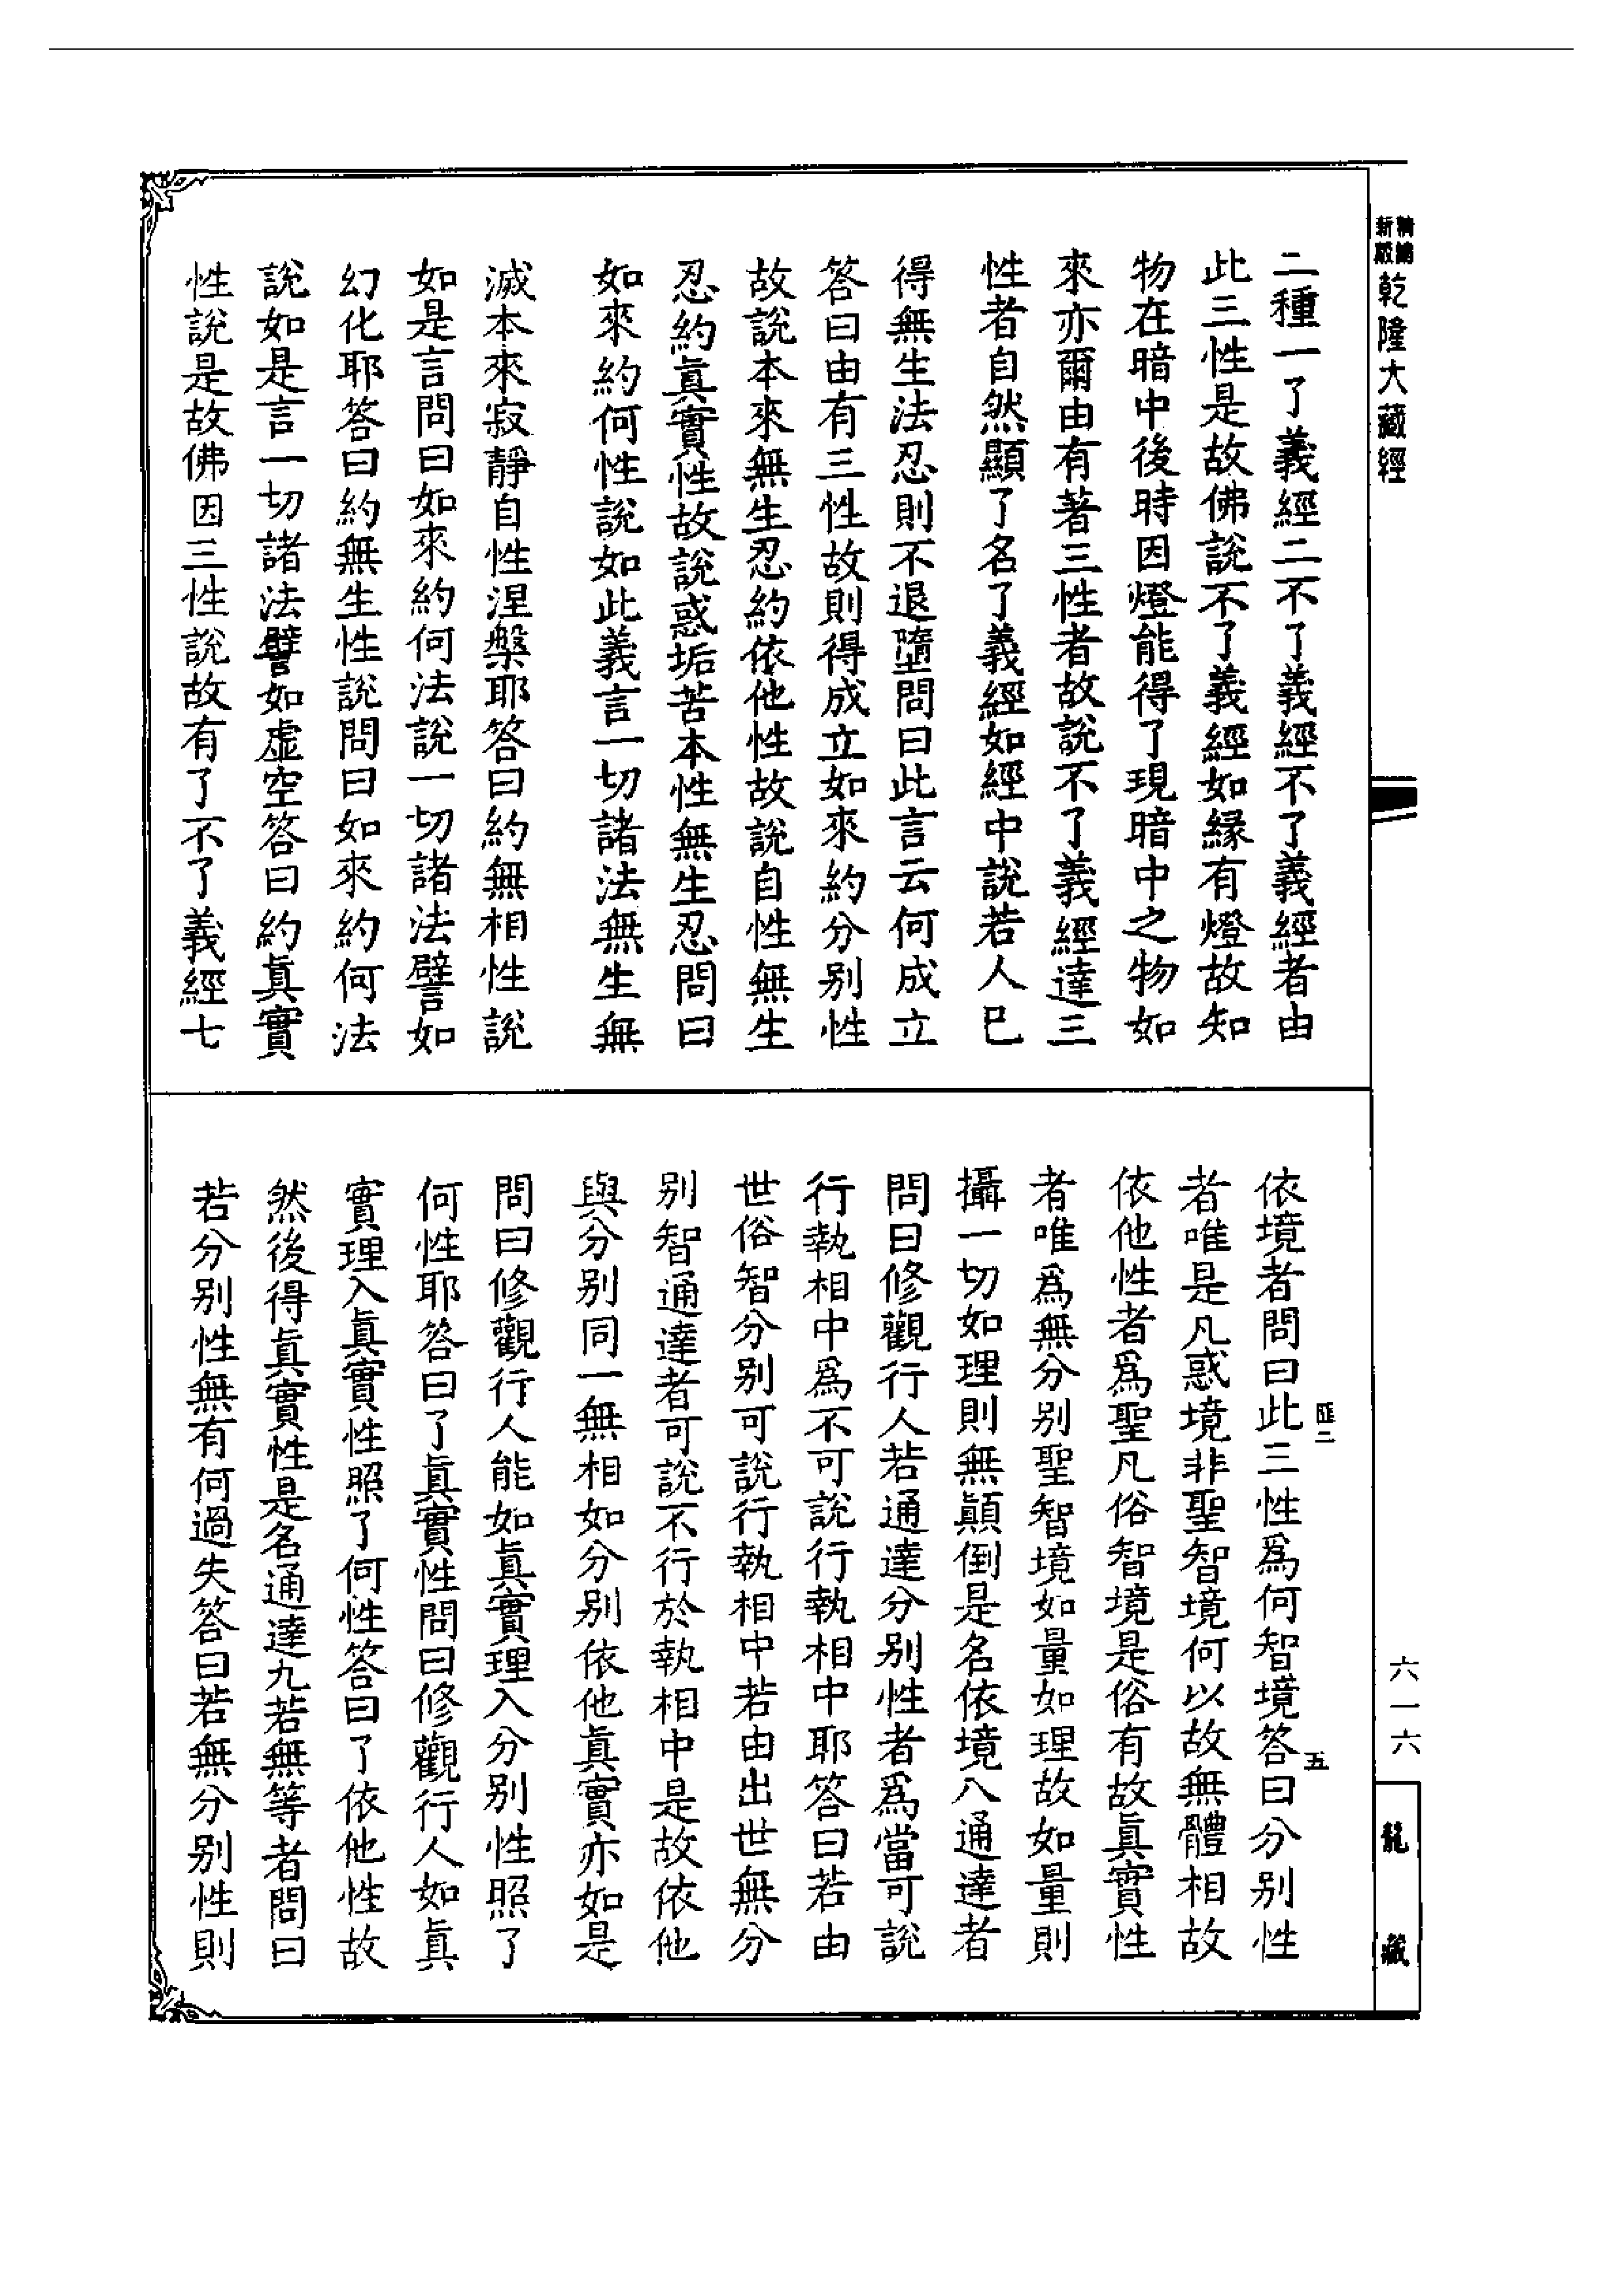 精編新版乾隆大藏經
二種一了義經二不了義經不了義經者由
此三性是故佛說不了義經如緣有燈故知
物在暗中後時因燈能得了現暗中之物如
來亦爾由有著三性者故說不了義經達三
性者自然顯了名了義經如經中說若人已
得無生法忍則不退墮問曰此言云何成立
答曰由有三性故則得成立如來約分別性
故說本來無生忍約依他性故說自性無生
忍約眞實性故說惑垢苦本性無生忍問曰
如來約何性說如此義言一切諸法無生無
滅本來寂靜自性涅槃耶答曰約無相性說
如是言問曰如來約何法說一切諸法譬如
幻化耶答曰約無生性說問曰如來約何法
說如是言一切諸法譬如虛空答曰約眞實
性說是故佛因三性說故有了不了義經七
匪二
五
依境者問曰此三性爲何智境答曰分別性
者唯是凡惑境非聖智境何以故無體相故
依他性者爲聖凡俗智境是俗有故眞實性
者唯爲無分別聖智境如量如理故如量則
攝一切如理則無顚倒是名依境八通達者
問曰修觀行人若通達分別性者爲當可說
行執相中爲不可說行執相中耶答曰若由
世俗智分別可說行執相中若由出世無分
別智通達者可說不行於執相中是故依他
與分別同一無相如分別依他眞實亦如是
問曰修觀行人能如眞實理入分別性照了
何性耶答曰了眞實性問曰修觀行人如眞
實理入眞實性照了何性答曰了依他性故
然後得眞實性是名通達九若無等者問曰
若分別性無有何過失答曰若無分別性則
六一六
龍藏